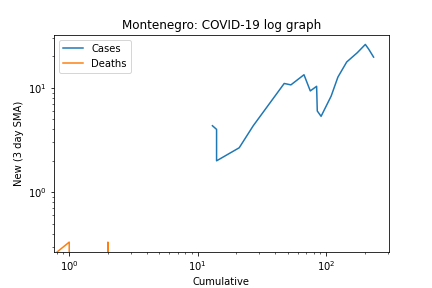 Montenegro: COVID-19 log graph
Cases
Deaths
New (3 day SMA)
10¹
10⁰
10⁰ 10¹ 10²
Cumulative